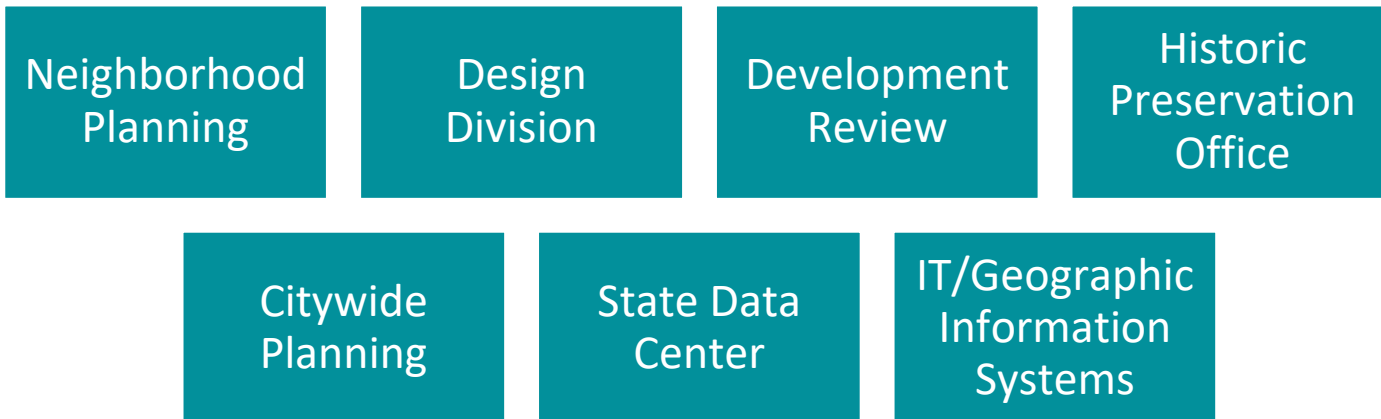 Neighborhood
Planning
Design
Division
Development
Review
Historic
Preservation
Office
Citywide
Planning
State Data
Center
IT/Geographic
Information
Systems